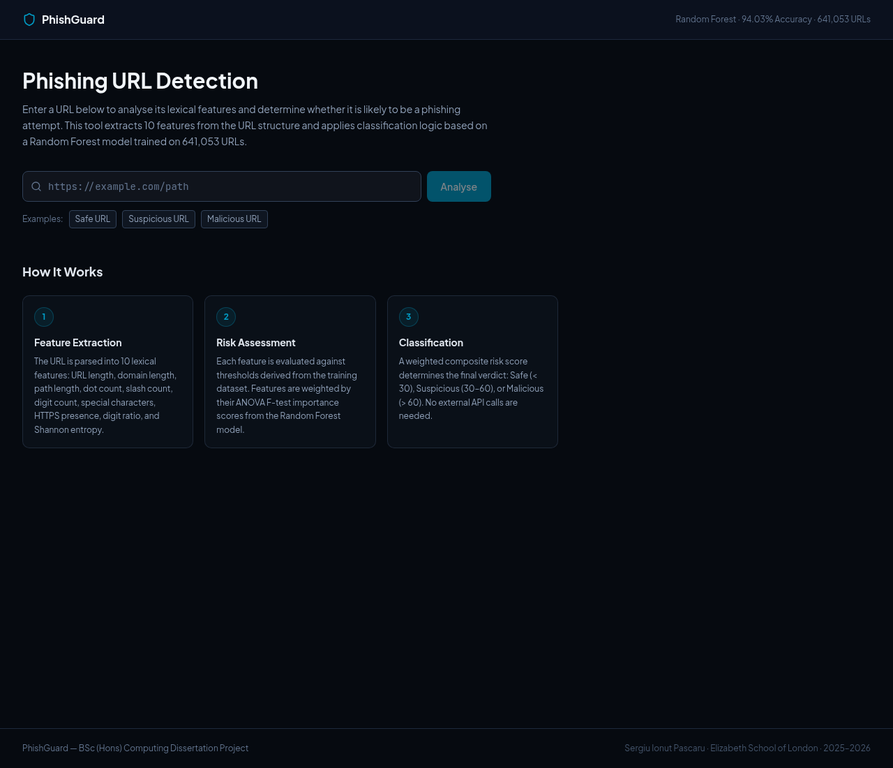 PhishGuard
Random Forest · 94.03% Accuracy · 641,053 URLs
Phishing URL Detection
Enter a URL below to analyse its lexical features and determine whether it is likely to be a phishing
attempt. This tool extracts 10 features from the URL structure and applies classification logic based on
a Random Forest model trained on 641,053 URLs.
https://example.com/path
Analyse
Examples: Safe URL Suspicious URL Malicious URL
How It Works
1
Feature Extraction
The URL is parsed into 10 lexical
features: URL length, domain length,
path length, dot count, slash count,
digit count, special characters,
HTTPS presence, digit ratio, and
Shannon entropy.
2
Risk Assessment
Each feature is evaluated against
thresholds derived from the training
dataset. Features are weighted by
their ANOVA F-test importance
scores from the Random Forest
model.
3
Classification
A weighted composite risk score
determines the final verdict: Safe (<
30), Suspicious (30–60), or Malicious
(> 60). No external API calls are
needed.
PhishGuard — BSc (Hons) Computing Dissertation Project
Sergiu Ionut Pascaru · Elizabeth School of London · 2025–2026